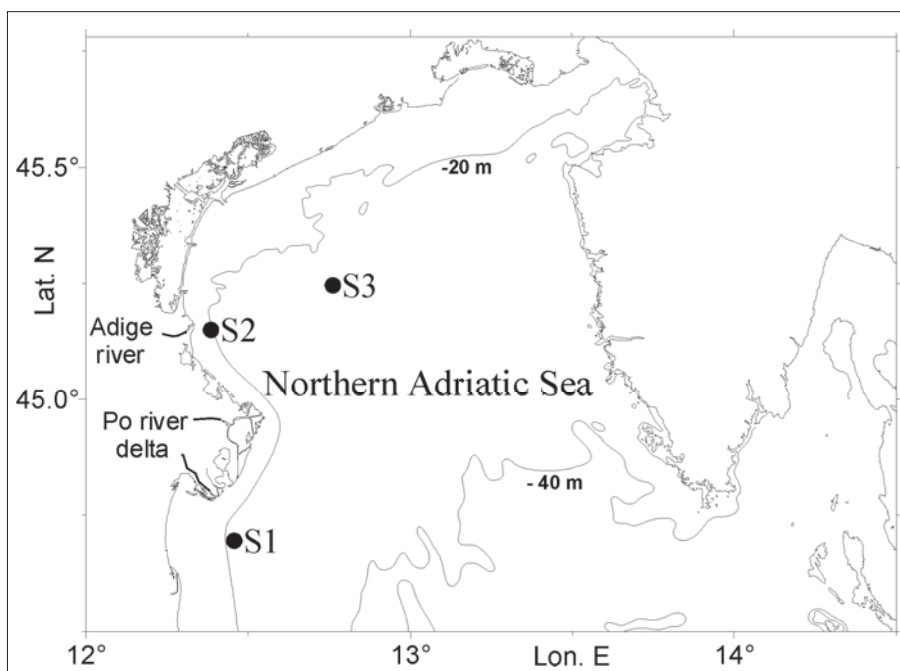 45.5°
-20 m
Lat. N
S3
Adige
river
S2
Northern Adriatic Sea
45.0°
Po river
delta
- 40 m
S1
12°
13°
Lon. E
14°